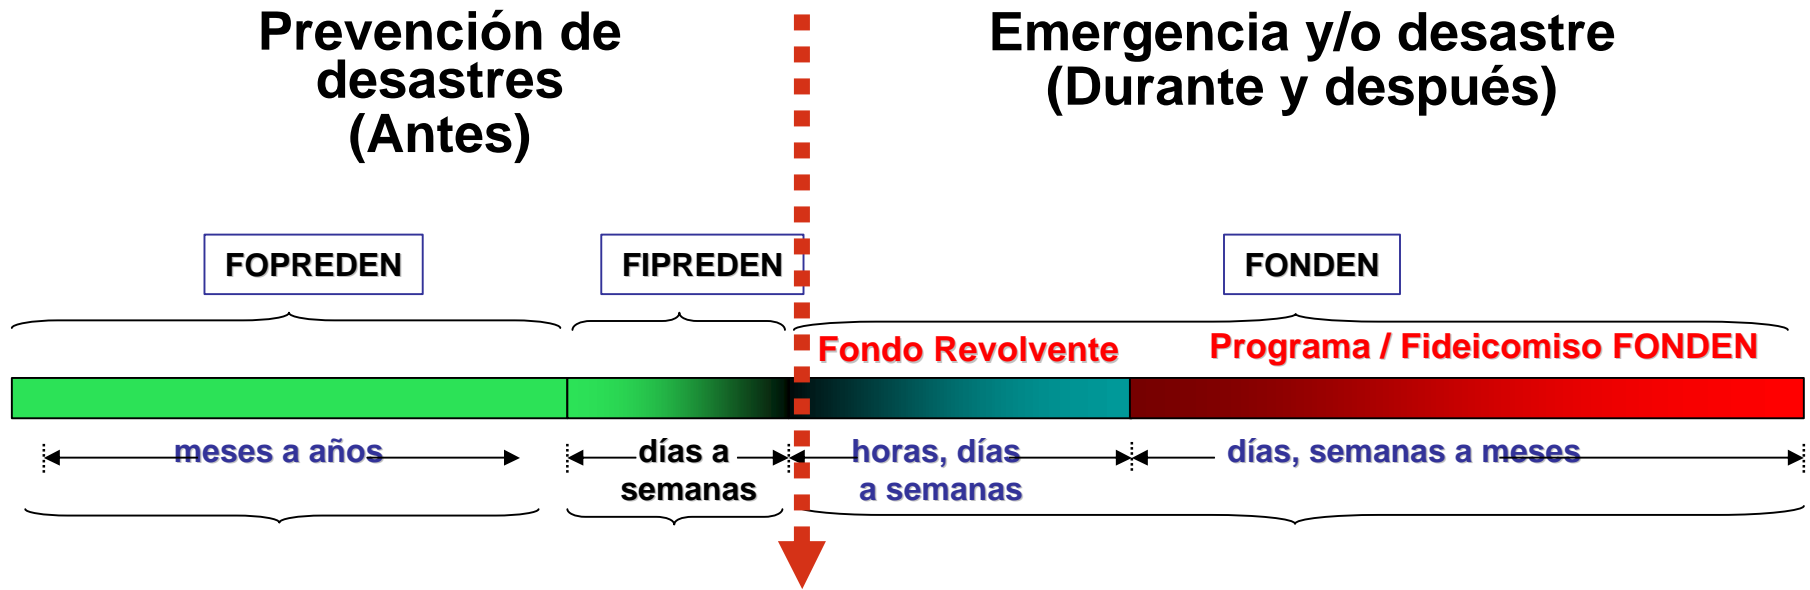 Prevención de
desastres
(Antes)
Emergencia y/o desastre
(Durante y después)
FOPREDEN
FIPREDEN
FONDEN
Fondo Revolvente
Programa / Fideicomiso FONDEN
meses a años
días a
semanas
horas, días
a semanas
días, semanas a meses